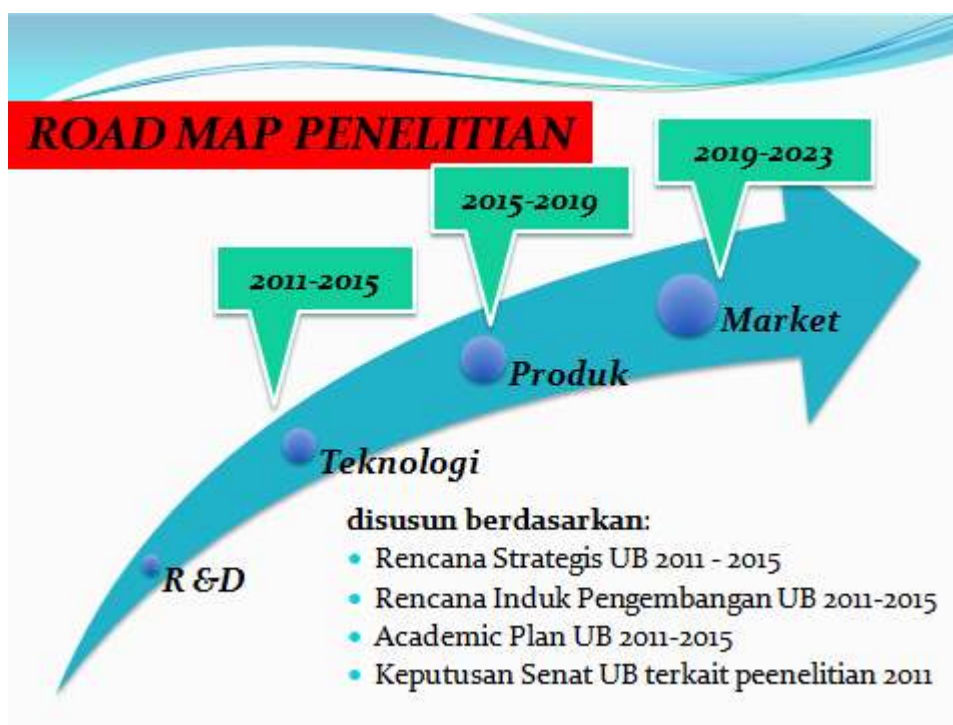 ROAD MAP PENELITIAN
2019-2023
2015-2019
2011-2015
Market
Produk
Teknologi
R &D
disusun berdasarkan:
• Rencana Strategis UB 2011 - 2015
• Rencana Induk Pengembangan UB 2011-2015
• Academic Plan UB 2011-2015
• Keputusan Senat UB terkait peenelitian 2011